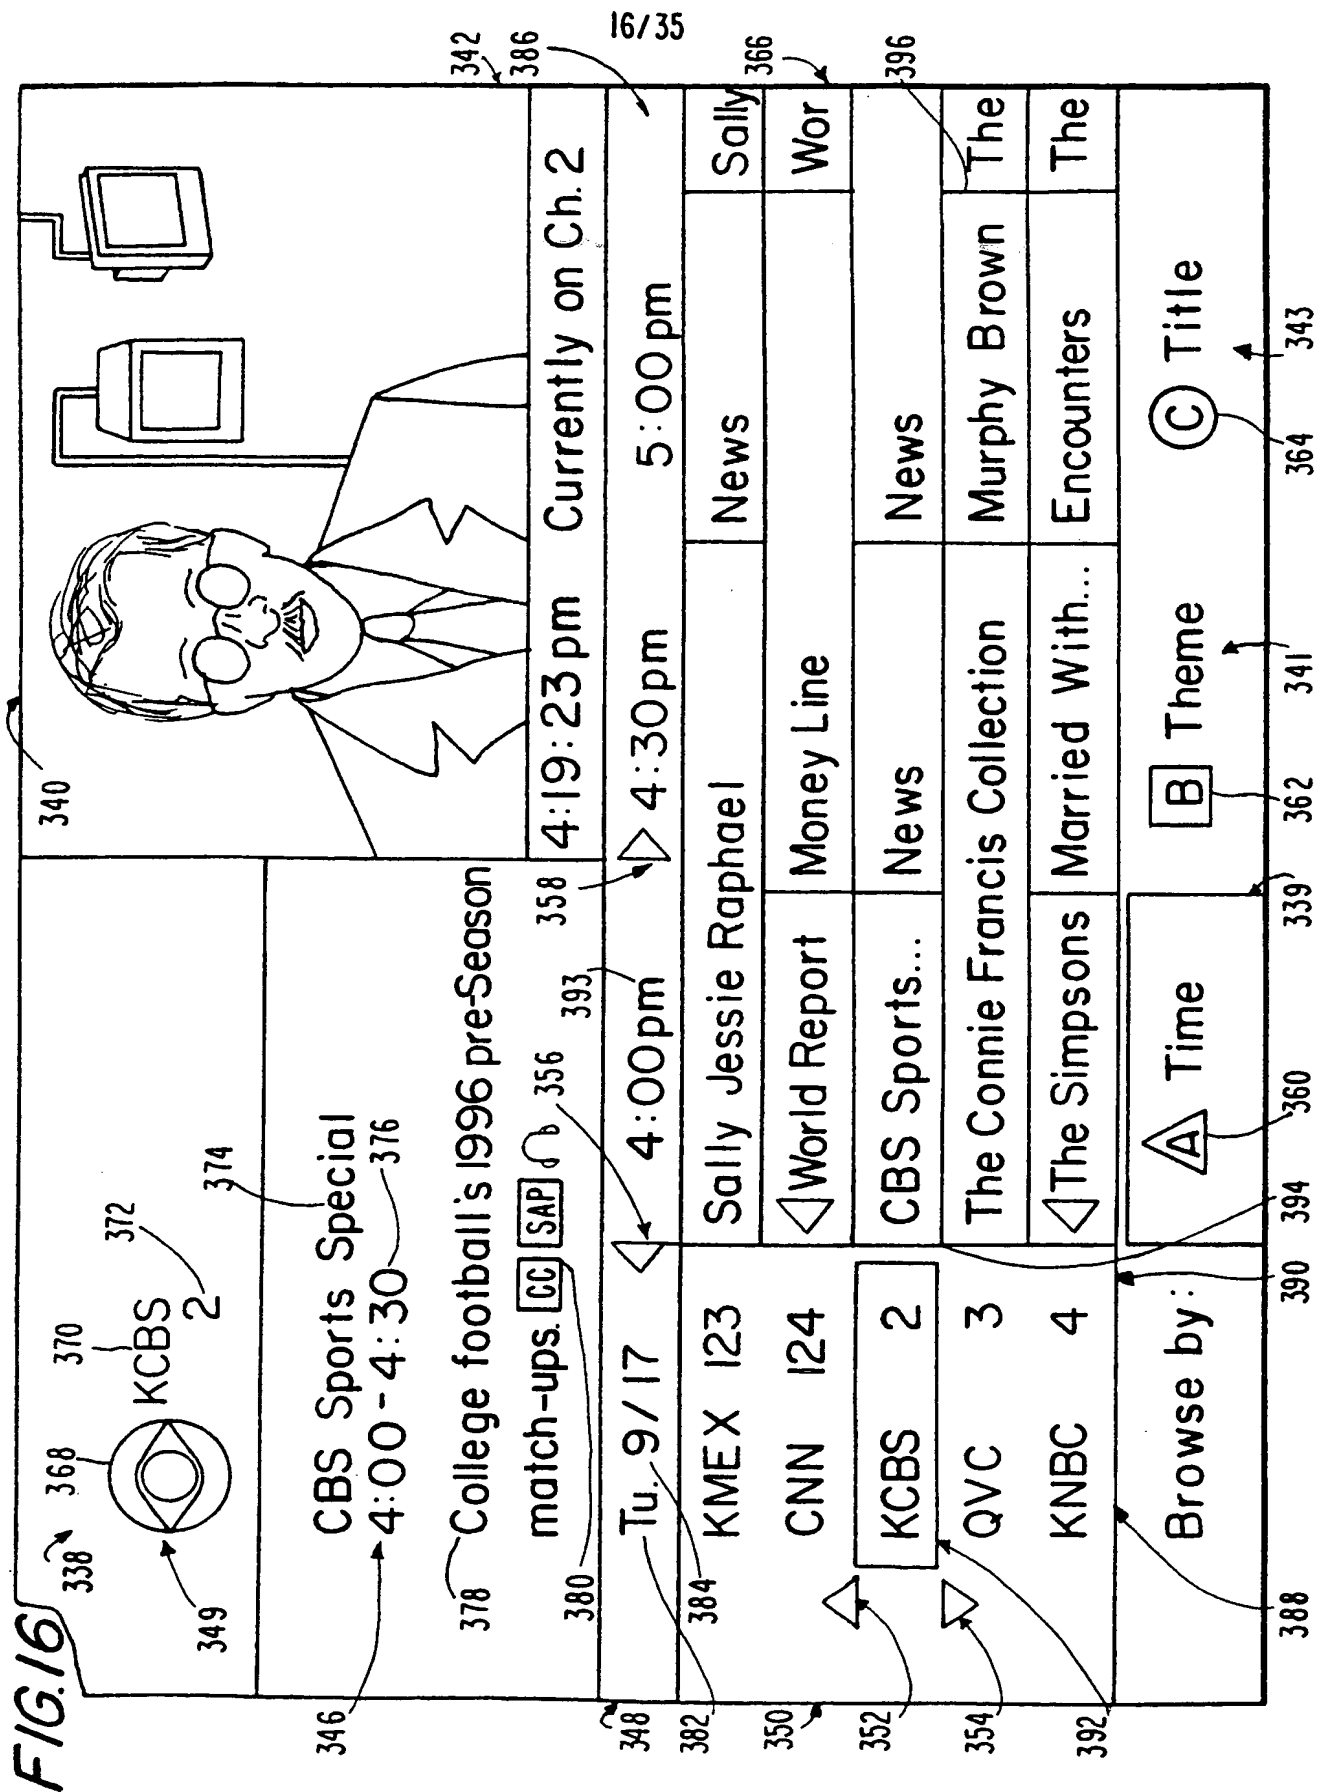 16/35
FIG.16
338
368
370
372
374
340
342
386
349
KCBS
2
346
CBS Sports Special
4:00-4:30
376
378
College football's 1996 pre-Season
match-ups. CC SAP
380
356
393
358
4:19:23pm Currently on Ch. 2
348
Tu. 9/17
4:00pm
4:30pm
5:00pm
382
384
366
396
350
352
354
392
KMEX 123
Sally Jessie Raphael
News
Sally
CNN 124
World Report
Money Line
Wor
KCBS 2
CBS Sports...
News
News
QVC 3
The Connie Francis Collection
Murphy Brown
The
KNBC 4
The Simpsons
Married With...
Encounters
The
Browse by:
A Time
B Theme
C Title
388
390
394
360
339
362
341
364
343